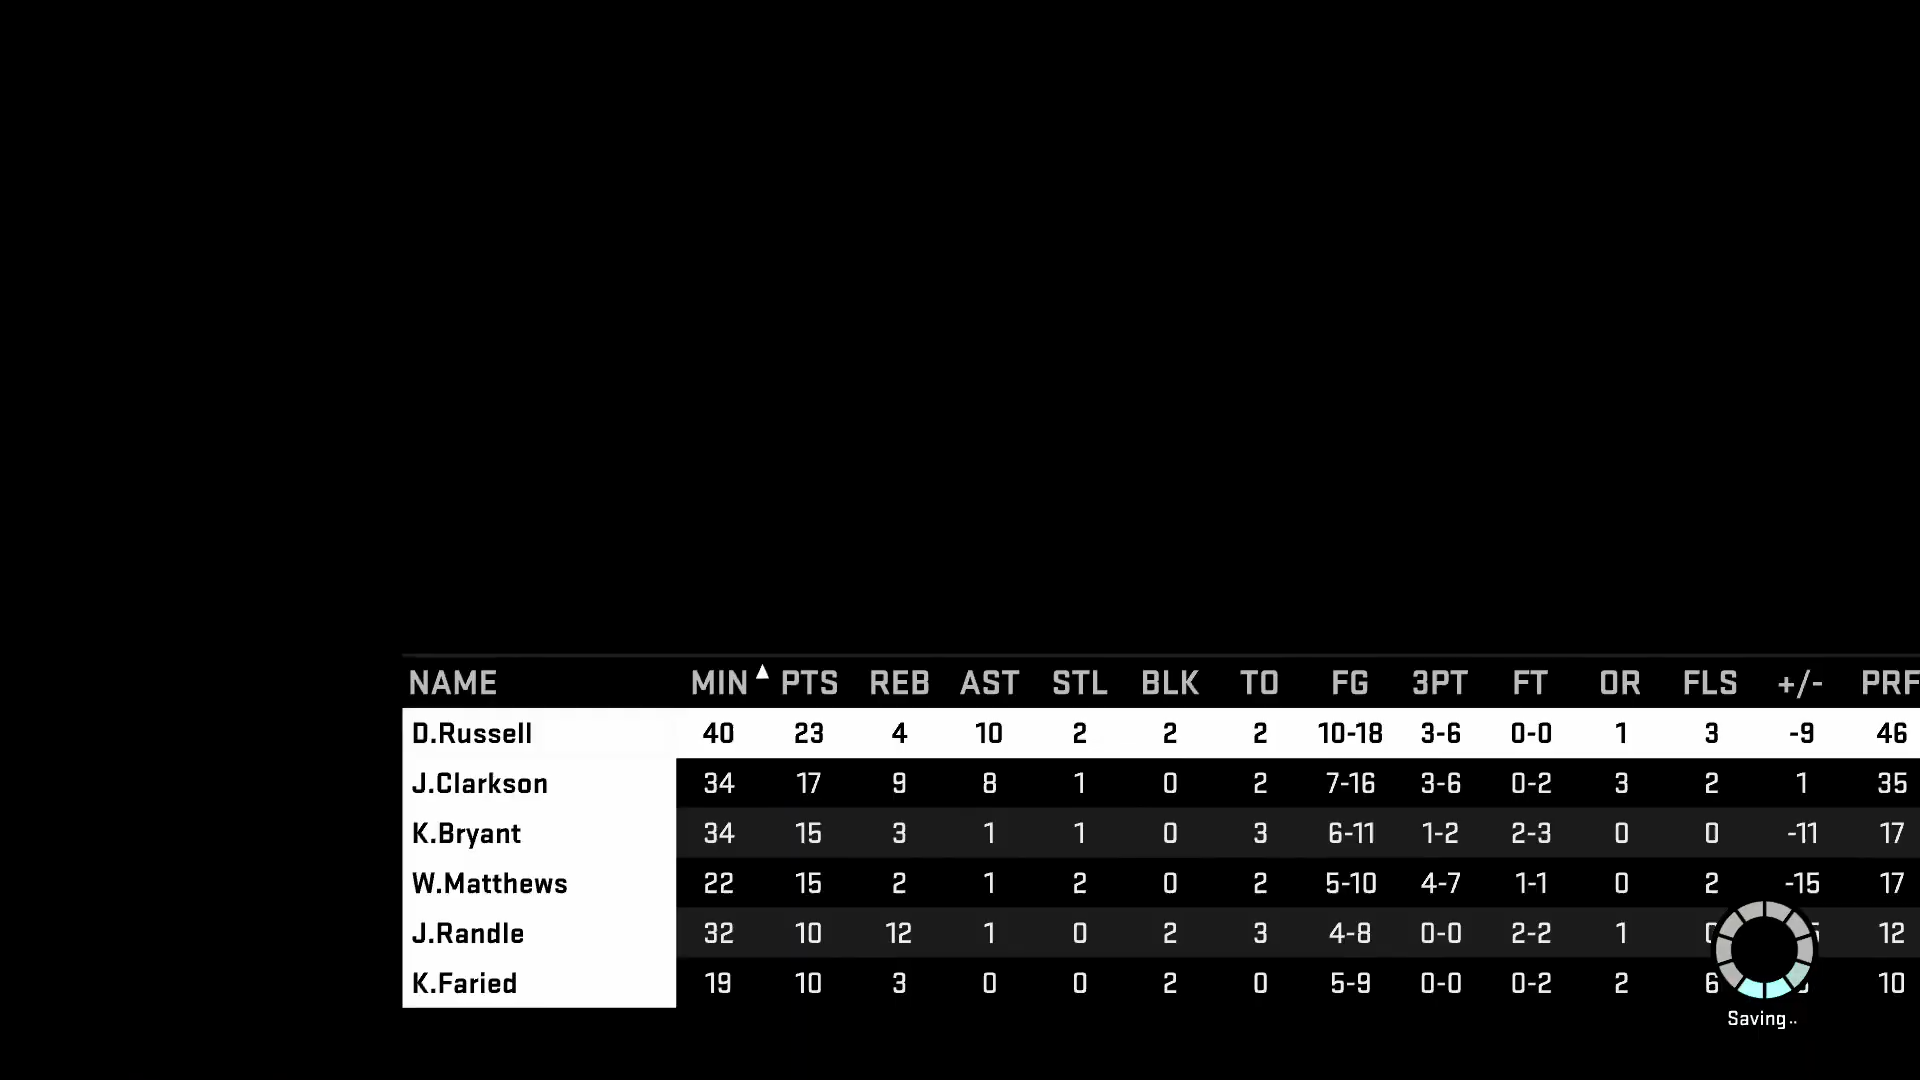 NAME MIN ▲ PTS REB AST STL BLK TO FG 3PT FT OR FLS +/- PRF
D.Russell 40 23 4 10 2 2 2 10-18 3-6 0-0 1 3 -9 46
J.Clarkson 34 17 9 8 1 0 2 7-16 3-6 0-2 3 2 1 35
K.Bryant 34 15 3 1 1 0 3 6-11 1-2 2-3 0 0 -11 17
W.Matthews 22 15 2 1 2 0 2 5-10 4-7 1-1 0 2 -15 17
J.Randle 32 10 12 1 0 2 3 4-8 0-0 2-2 1 12
K.Faried 19 10 3 0 0 2 0 5-9 0-0 0-2 2 6 10
Saving..